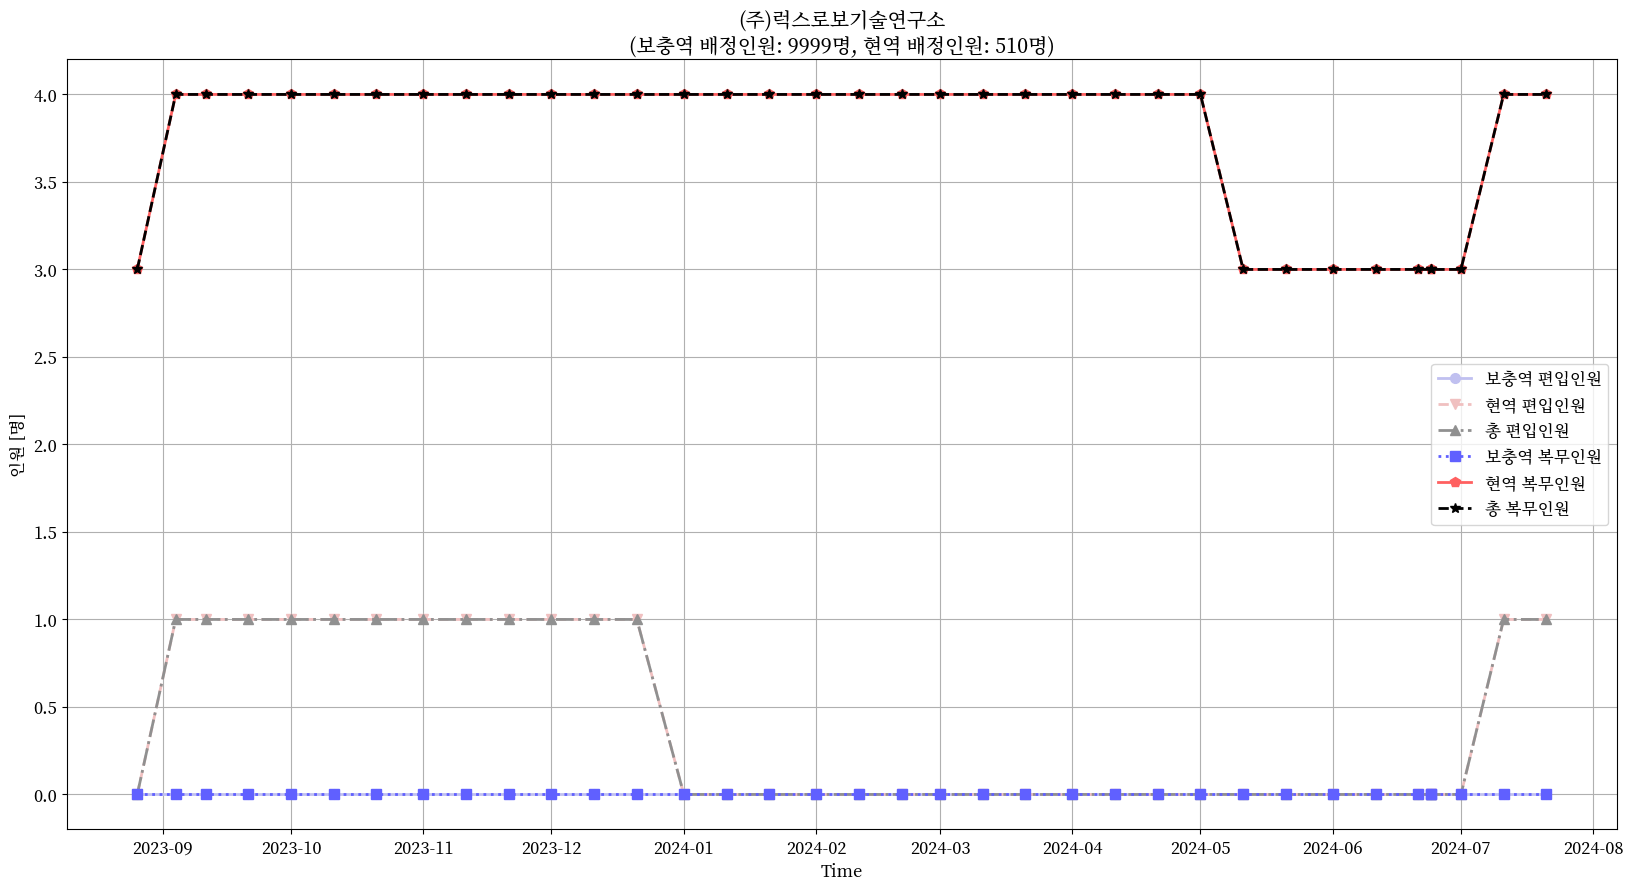 (주)럭스로보기술연구소
(보충역 배정인원: 9999명, 현역 배정인원: 510명)
4.0
3.5
3.0
2.5
2.0
1.5
1.0
0.5
0.0
인원 [명]
보충역 편입인원
현역 편입인원
총 편입인원
보충역 복무인원
현역 복무인원
총 복무인원
2023-09 2023-10 2023-11 2023-12 2024-01 2024-02 2024-03 2024-04 2024-05 2024-06 2024-07 2024-08
Time